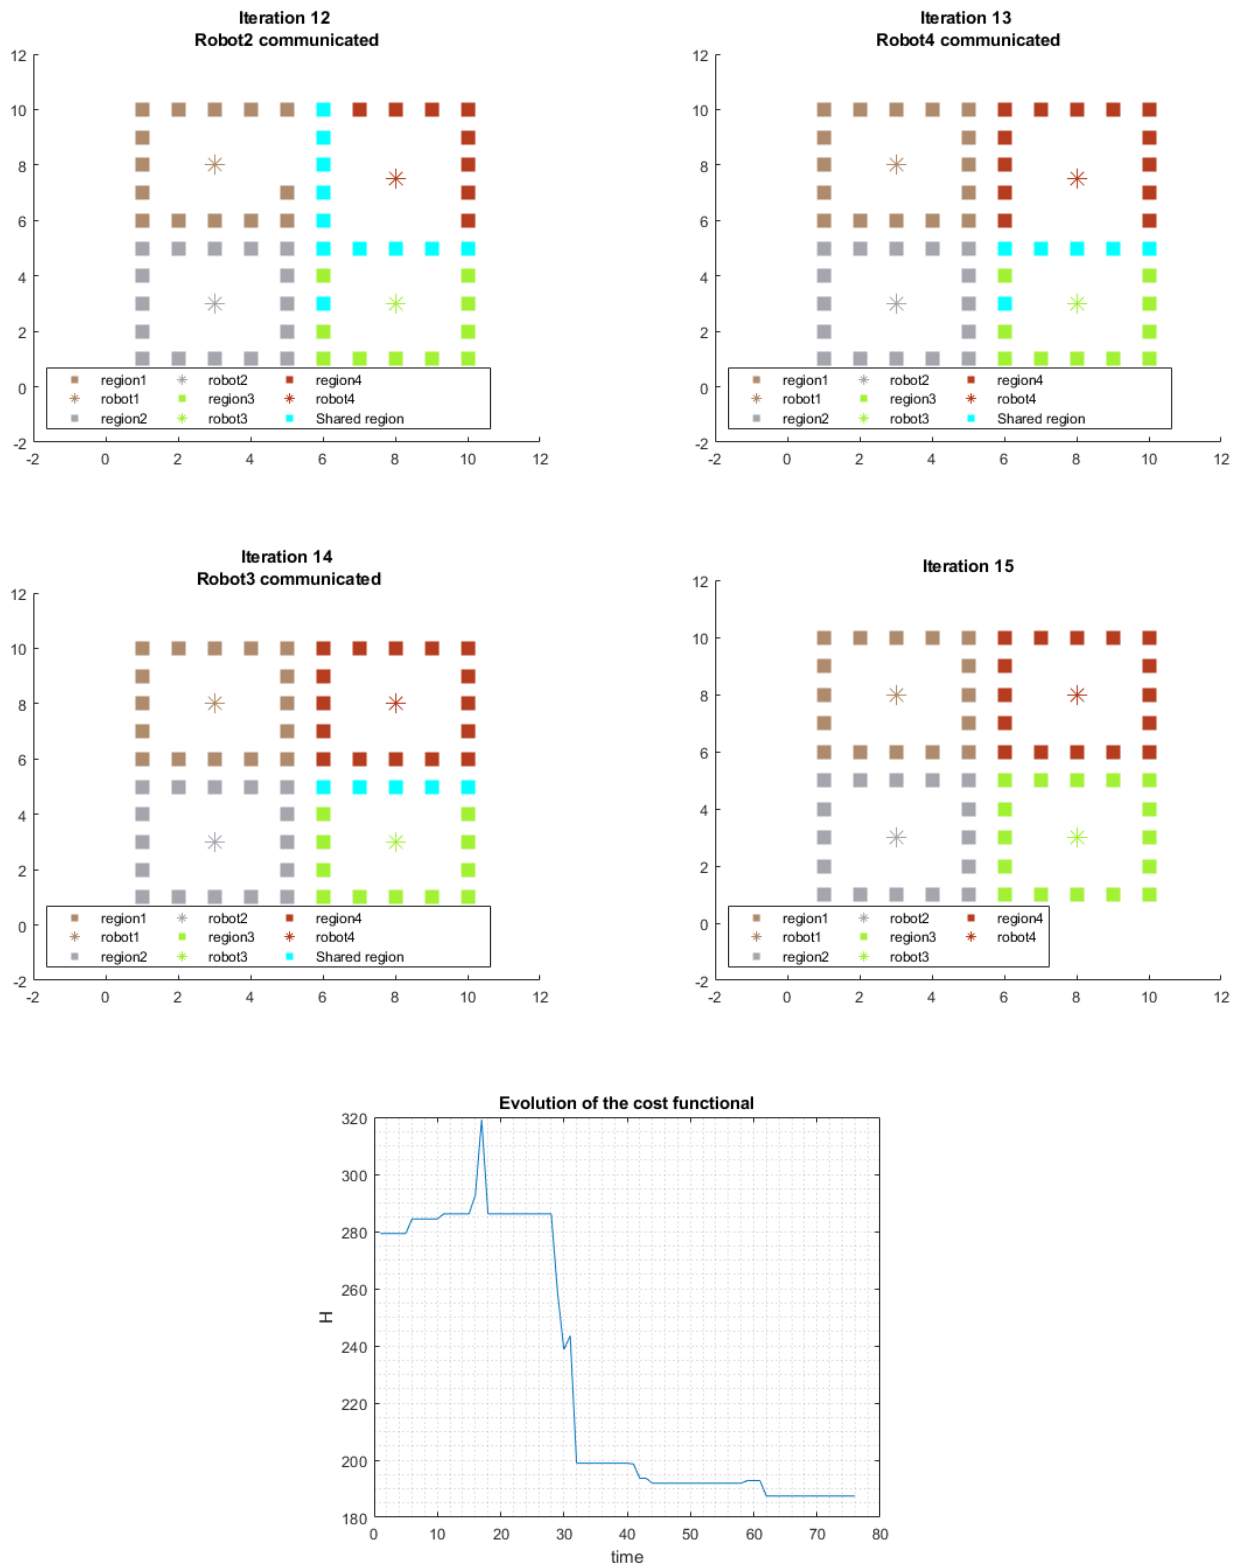 Iteration 12
Robot2 communicated
12
10
8
6
4
2
0
-2
-2 0 2 4 6 8 10 12
region1 robot2 region4
robot1 region3 robot4
region2 robot3 Shared region
Iteration 13
Robot4 communicated
12
10
8
6
4
2
0
-2
-2 0 2 4 6 8 10 12
region1 robot2 region4
robot1 region3 robot4
region2 robot3 Shared region
Iteration 14
Robot3 communicated
12
10
8
6
4
2
0
-2
-2 0 2 4 6 8 10 12
region1 robot2 region4
robot1 region3 robot4
region2 robot3 Shared region
Iteration 15
12
10
8
6
4
2
0
-2
-2 0 2 4 6 8 10 12
region1 robot2 region4
robot1 region3 robot4
region2 robot3
Evolution of the cost functional
320
300
280
260
240
220
200
180
H
0 10 20 30 40 50 60 70 80
time